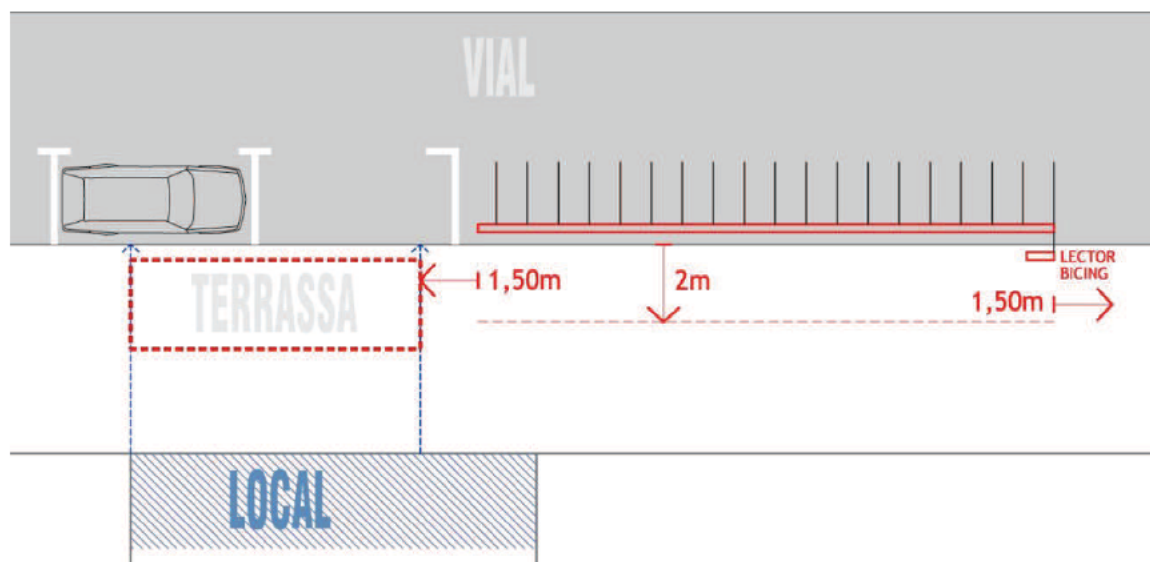 VIAL
TERRASSA
1,50m
2m
LECTOR
BICING
1,50m
LOCAL